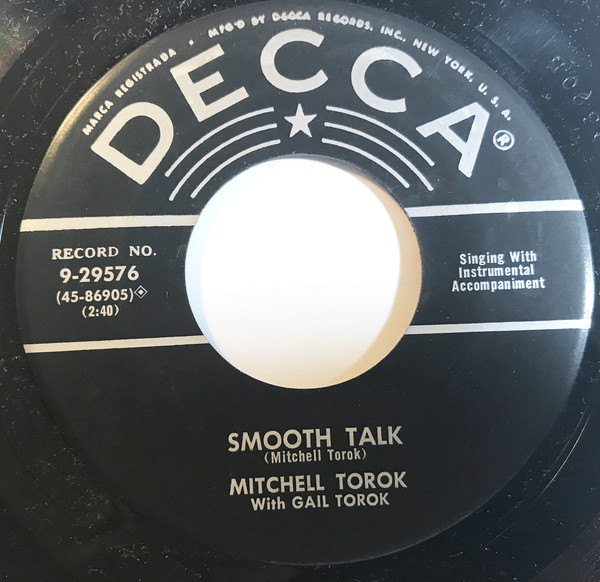 MARCA REGISTRADA • MFG'D BY DECCA RECORDS, INC., NEW YORK, U. S. A.
DECCA®
RECORD NO.
9-29576
(45-86905)
(2:40)
Singing With
Instrumental
Accompaniment
SMOOTH TALK
(Mitchell Torok)
MITCHELL TOROK
With GAIL TOROK